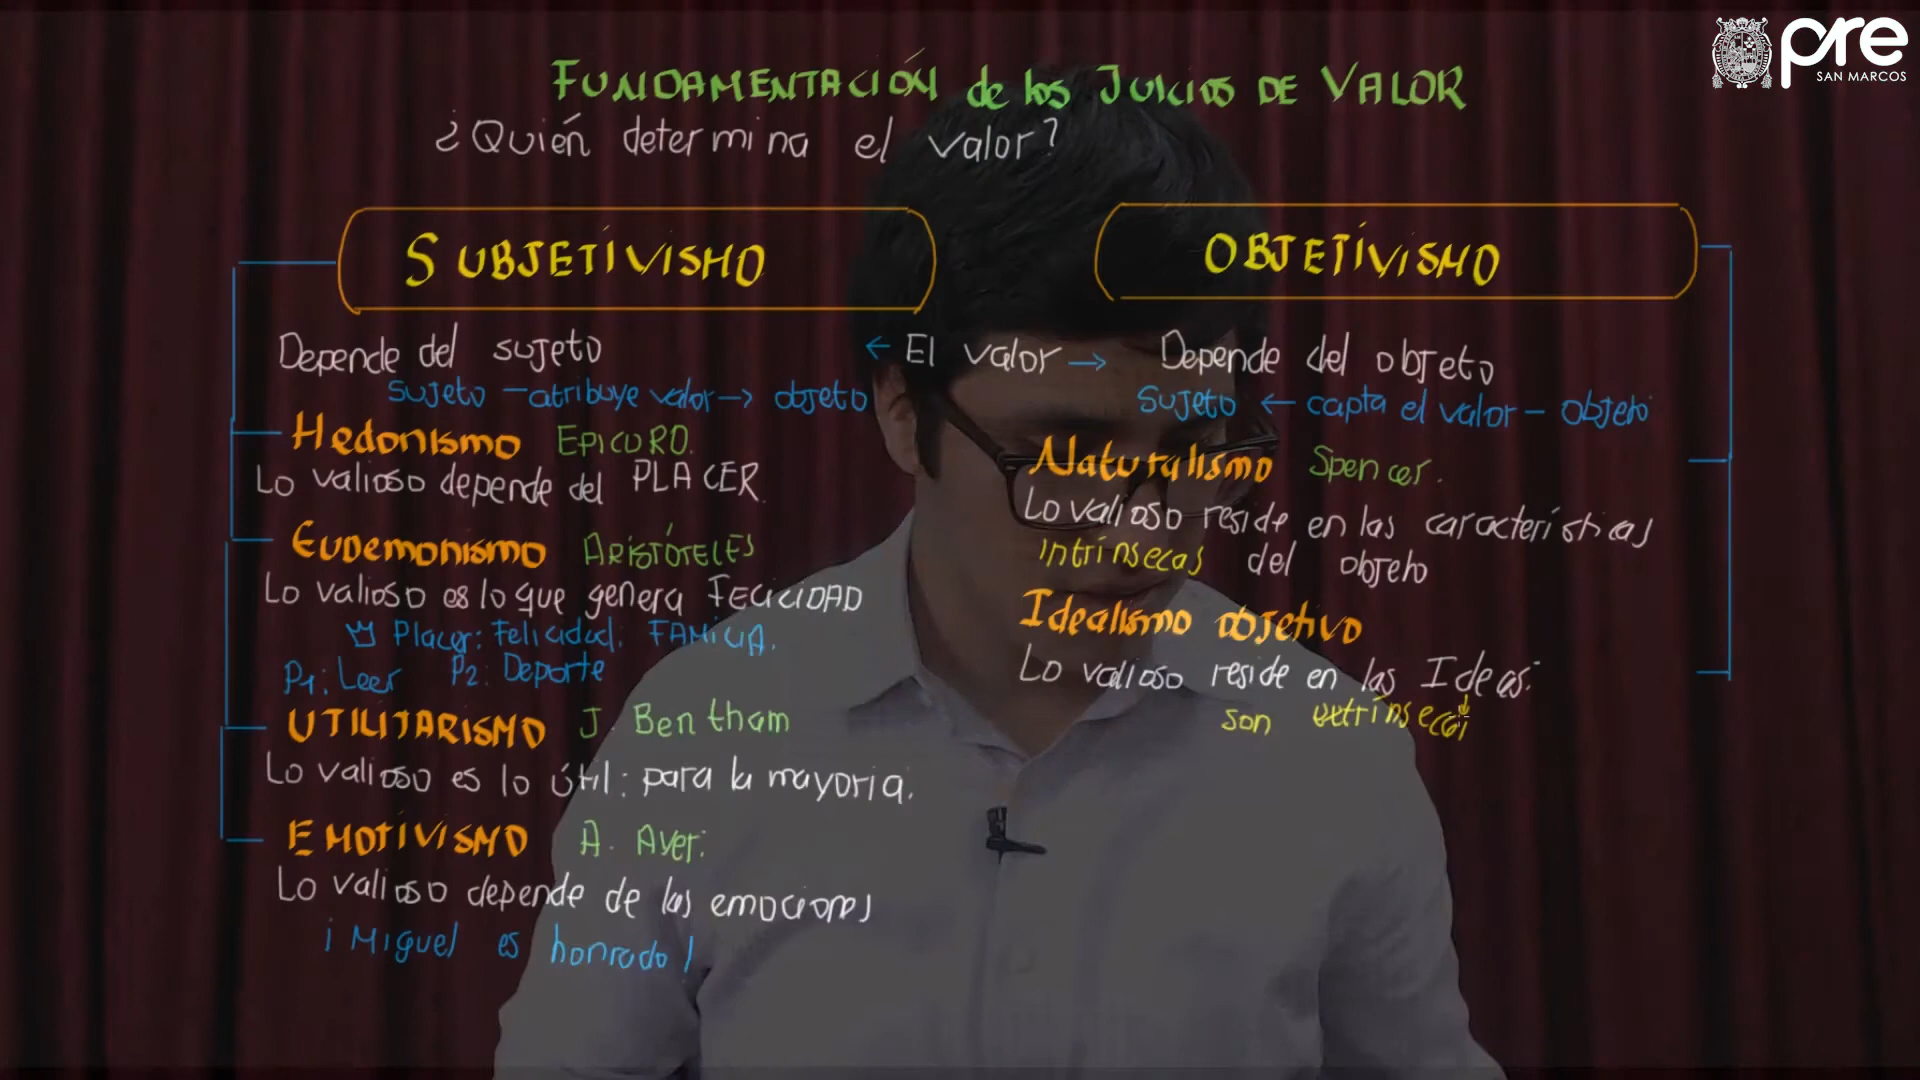 pre
SAN MARCOS
FUNDAMENTACIÓN de los JUICIOS DE VALOR
¿Quién determina el valor?
SUBJETIVISMO
Depende del sujeto
Sujeto — atribuye valor → objeto
Hedonismo EPICURO.
Lo valioso depende del PLACER.
EUDEMONISMO ARISTÓTELES
Lo valioso es lo que genera FELICIDAD
Placer: Felicidad: FAMILIA.
P1: Leer P2: Deporte
UTILITARISMO J. Bentham
Lo valioso es lo útil: para la mayoría.
EMOTIVISMO A. Ayer.
Lo valioso depende de las emociones
¡Miguel es honrado!
← El valor →
OBJETIVISMO
Depende del objeto
Sujeto ← capta el valor — objeto
Naturalismo Spencer.
Lo valioso reside en las características
intrínsecas del objeto
Idealismo objetivo
Lo valioso reside en las Ideas:
son extrínsecas